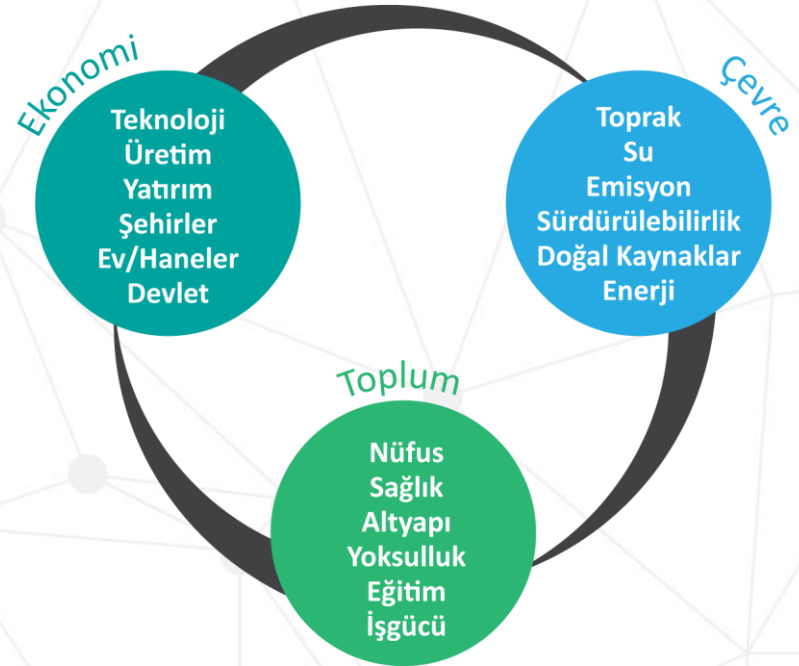 Ekonomi
Teknoloji
Üretim
Yatırım
Şehirler
Ev/Haneler
Devlet
Çevre
Toprak
Su
Emisyon
Sürdürülebilirlik
Doğal Kaynaklar
Enerji
Toplum
Nüfus
Sağlık
Altyapı
Yoksulluk
Eğitim
İşgücü